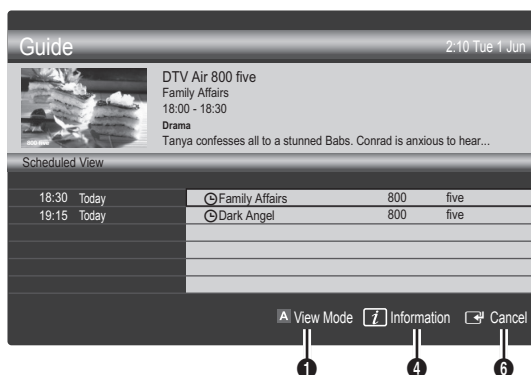 Guide
2:10 Tue 1 Jun
DTV Air 800 five
Family Affairs
18:00 - 18:30
Drama
Tanya confesses all to a stunned Babs. Conrad is anxious to hear...
800 five
Scheduled View
18:30 Today Family Affairs 800 five
19:15 Today Dark Angel 800 five
A View Mode i Information Cancel
1 4 6